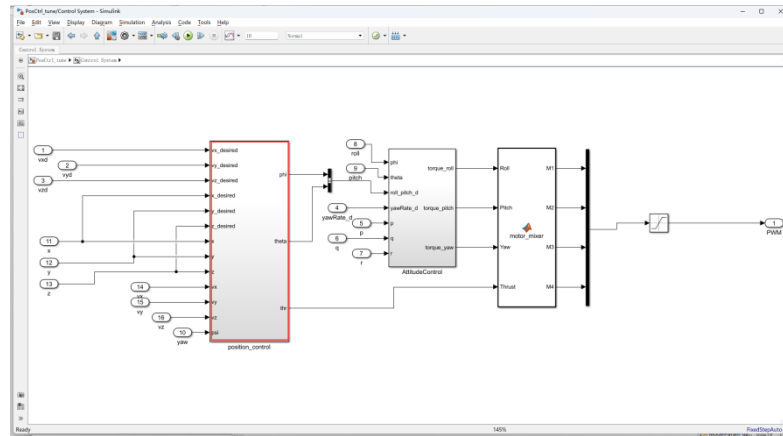 PosCtrl_tune/Control System - Simulink
File Edit View Display Diagram Simulation Analysis Code Tools Help
10 Normal
Control System
PosCtrl_tune Control System
1
vxd
2
vyd
3
vzd
11
x
12
y
13
z
14
vx
15
vy
16
vz
10
yaw
vx_desired
vy_desired
vz_desired
x_desired
y_desired
z_desired
x
y
z
vx
vy
vz
psi
phi
theta
thr
position_control
8
roll
9
pitch
4
yawRate_d
5
p
6
q
7
r
phi
theta
roll_pitch_d
yawRate_d
p
q
r
torque_roll
torque_pitch
torque_yaw
AttitudeControl
Roll
Pitch
Yaw
Thrust
motor_mixer
M1
M2
M3
M4
1
PWM
Ready 145% FixedStepAuto